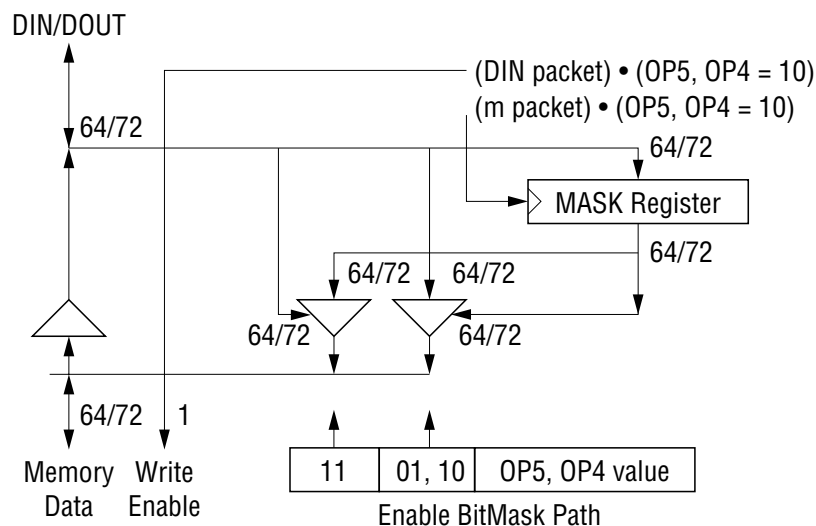 DIN/DOUT
(DIN packet) • (OP5, OP4 = 10)
(m packet) • (OP5, OP4 = 10)
64/72
64/72
MASK Register
64/72
64/72
64/72
64/72
64/72
64/72
1
Memory
Data
Write
Enable
11
01, 10
OP5, OP4 value
Enable BitMask Path